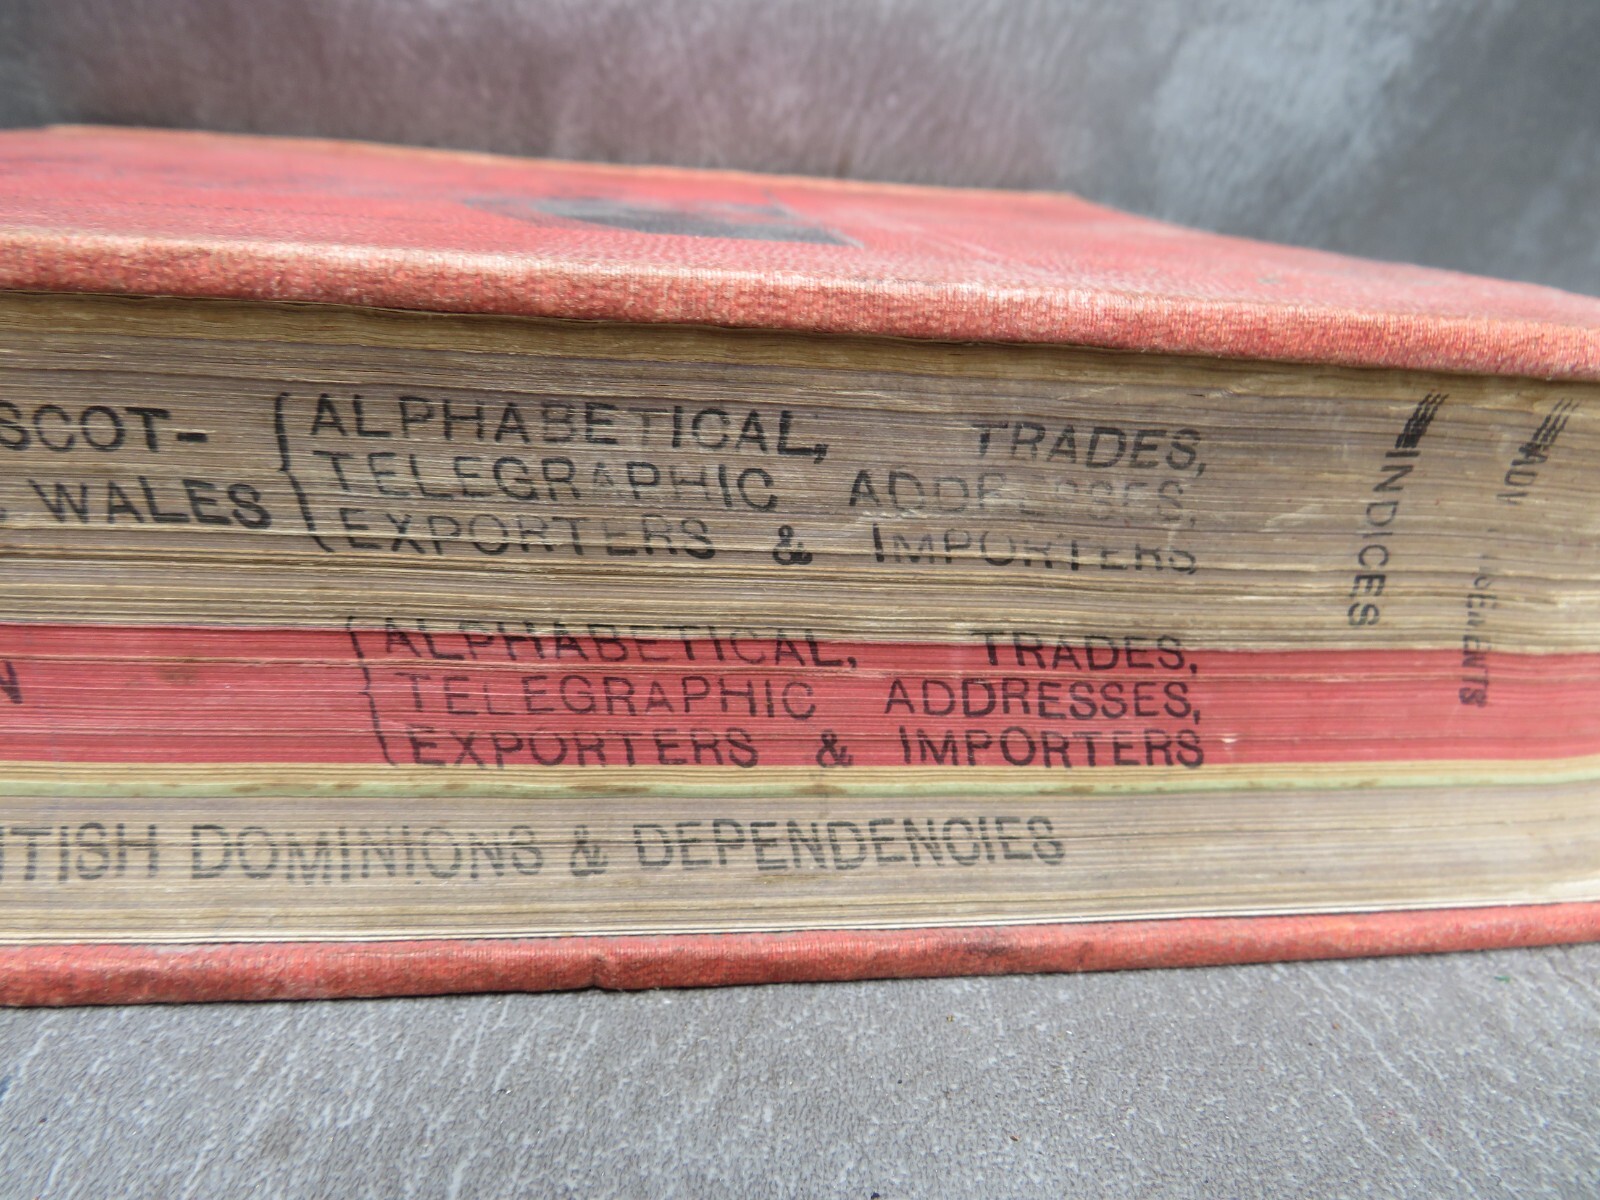 SCOT-
WALES
ALPHABETICAL, TRADES,
TELEGRAPHIC ADDRESSES,
EXPORTERS & IMPORTERS
INDICES
N
ALPHABETICAL, TRADES,
TELEGRAPHIC ADDRESSES,
EXPORTERS & IMPORTERS
ITISH DOMINIONS & DEPENDENCIES